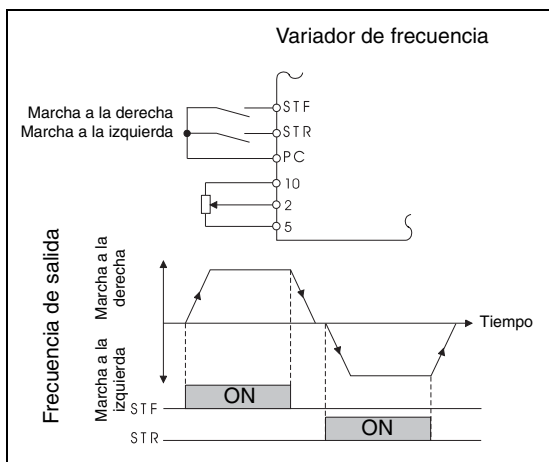 Variador de frecuencia
STF
Marcha a la derecha
Marcha a la izquierda
STR
PC
10
2
5
Frecuencia de salida
Marcha a la
derecha
Tiempo
Marcha a la
izquierda
ON
STF
ON
STR